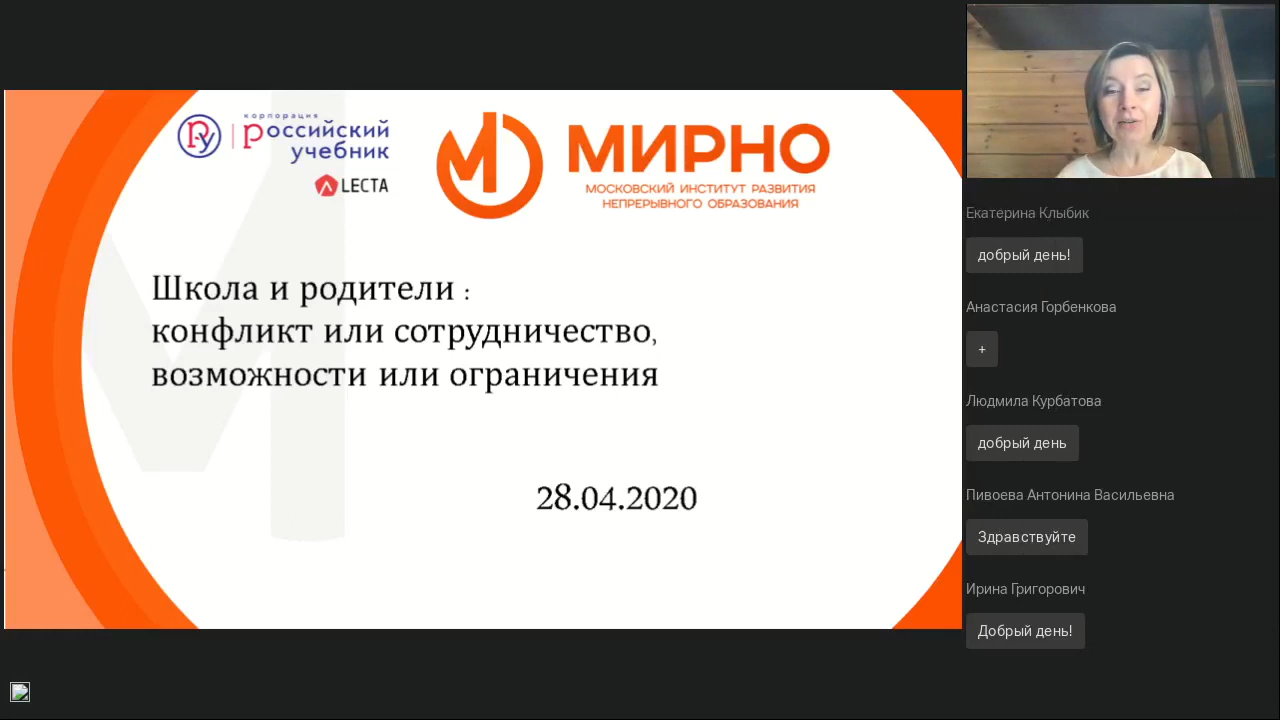 корпорация
российский
учебник
LECTA
МИРНО
МОСКОВСКИЙ ИНСТИТУТ РАЗВИТИЯ
НЕПРЕРЫВНОГО ОБРАЗОВАНИЯ
Школа и родители :
конфликт или сотрудничество,
возможности или ограничения
28.04.2020
Екатерина Клыбик
добрый день!
Анастасия Горбенкова
+
Людмила Курбатова
добрый день
Пивоева Антонина Васильевна
Здравствуйте
Ирина Григорович
Добрый день!